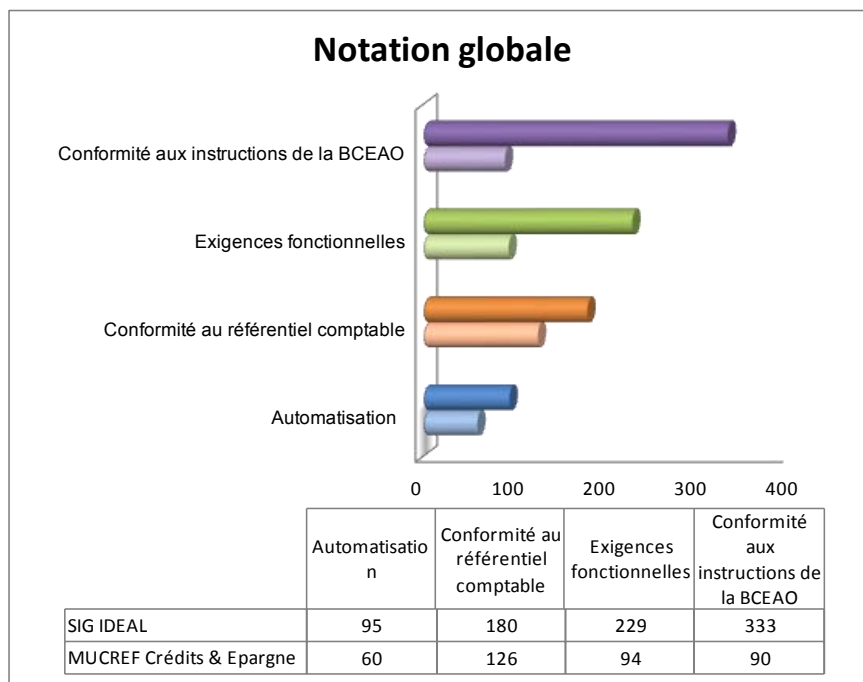 Notation globale
Conformité aux instructions de la BCEAO
Exigences fonctionnelles
Conformité au référentiel comptable
Automatisation
0 100 200 300 400
Automatisatio
n
Conformité au
référentiel
comptable
Exigences
fonctionnelles
Conformité
aux
instructions de
la BCEAO
SIG IDEAL 95 180 229 333
MUCREF Crédits & Epargne 60 126 94 90